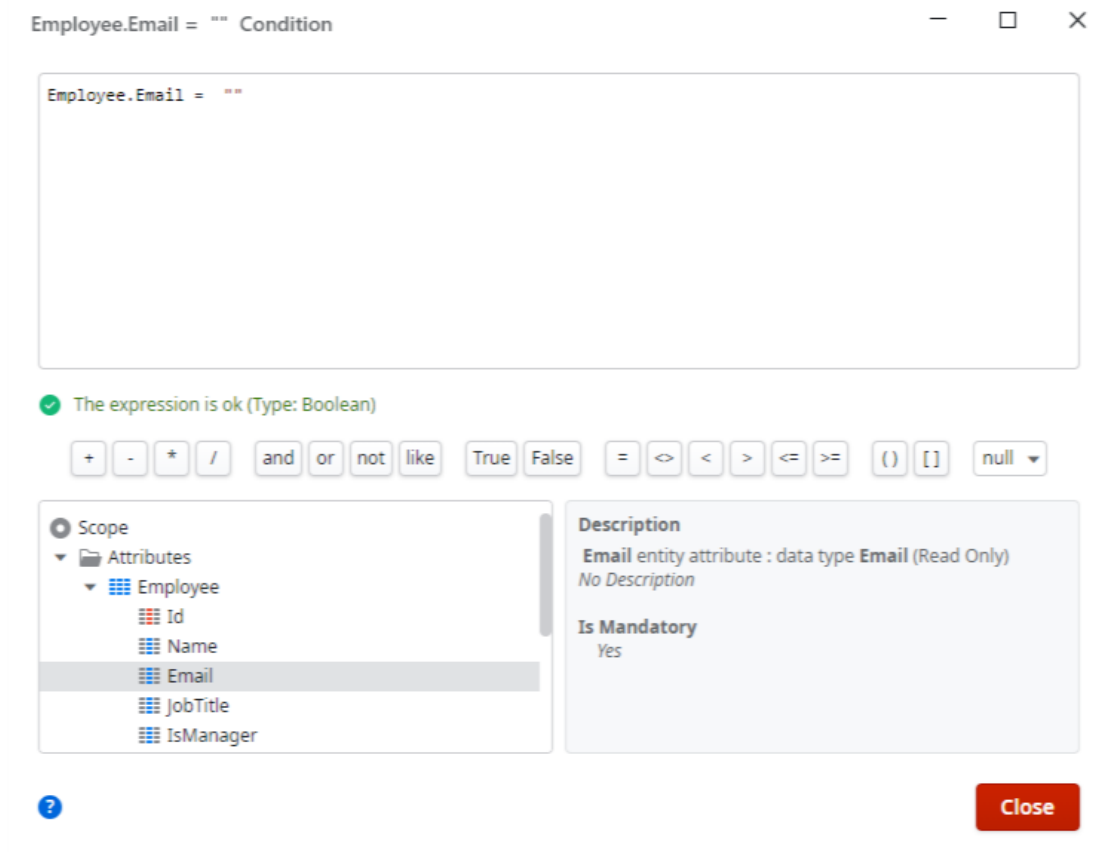 Employee.Email = "" Condition
Employee.Email = ""
The expression is ok (Type: Boolean)
+ - * / and or not like True False = <> < > <= >= ( ) [ ] null
Scope
Attributes
Employee
Id
Name
Email
JobTitle
IsManager
Description
Email entity attribute : data type Email (Read Only)
No Description
Is Mandatory
Yes
?
Close